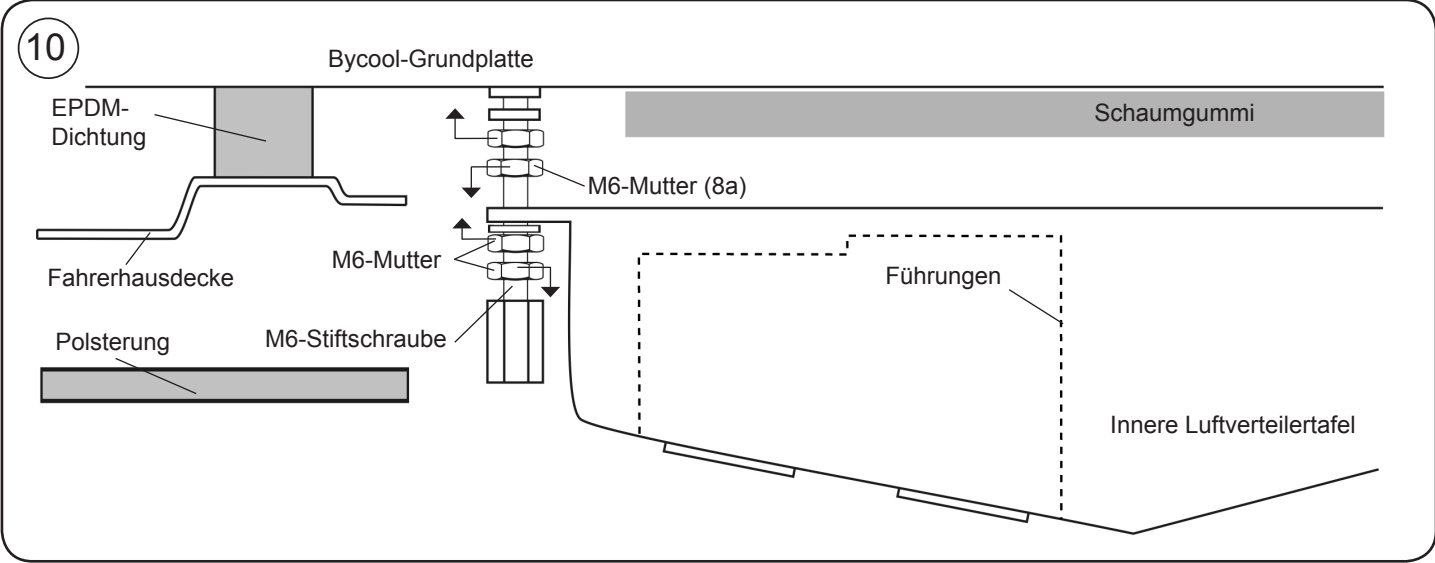 10
Bycool-Grundplatte
EPDM-
Dichtung
Schaumgummi
M6-Mutter (8a)
Fahrerhausdecke
M6-Mutter
Führungen
Polsterung
M6-Stiftschraube
Innere Luftverteilertafel